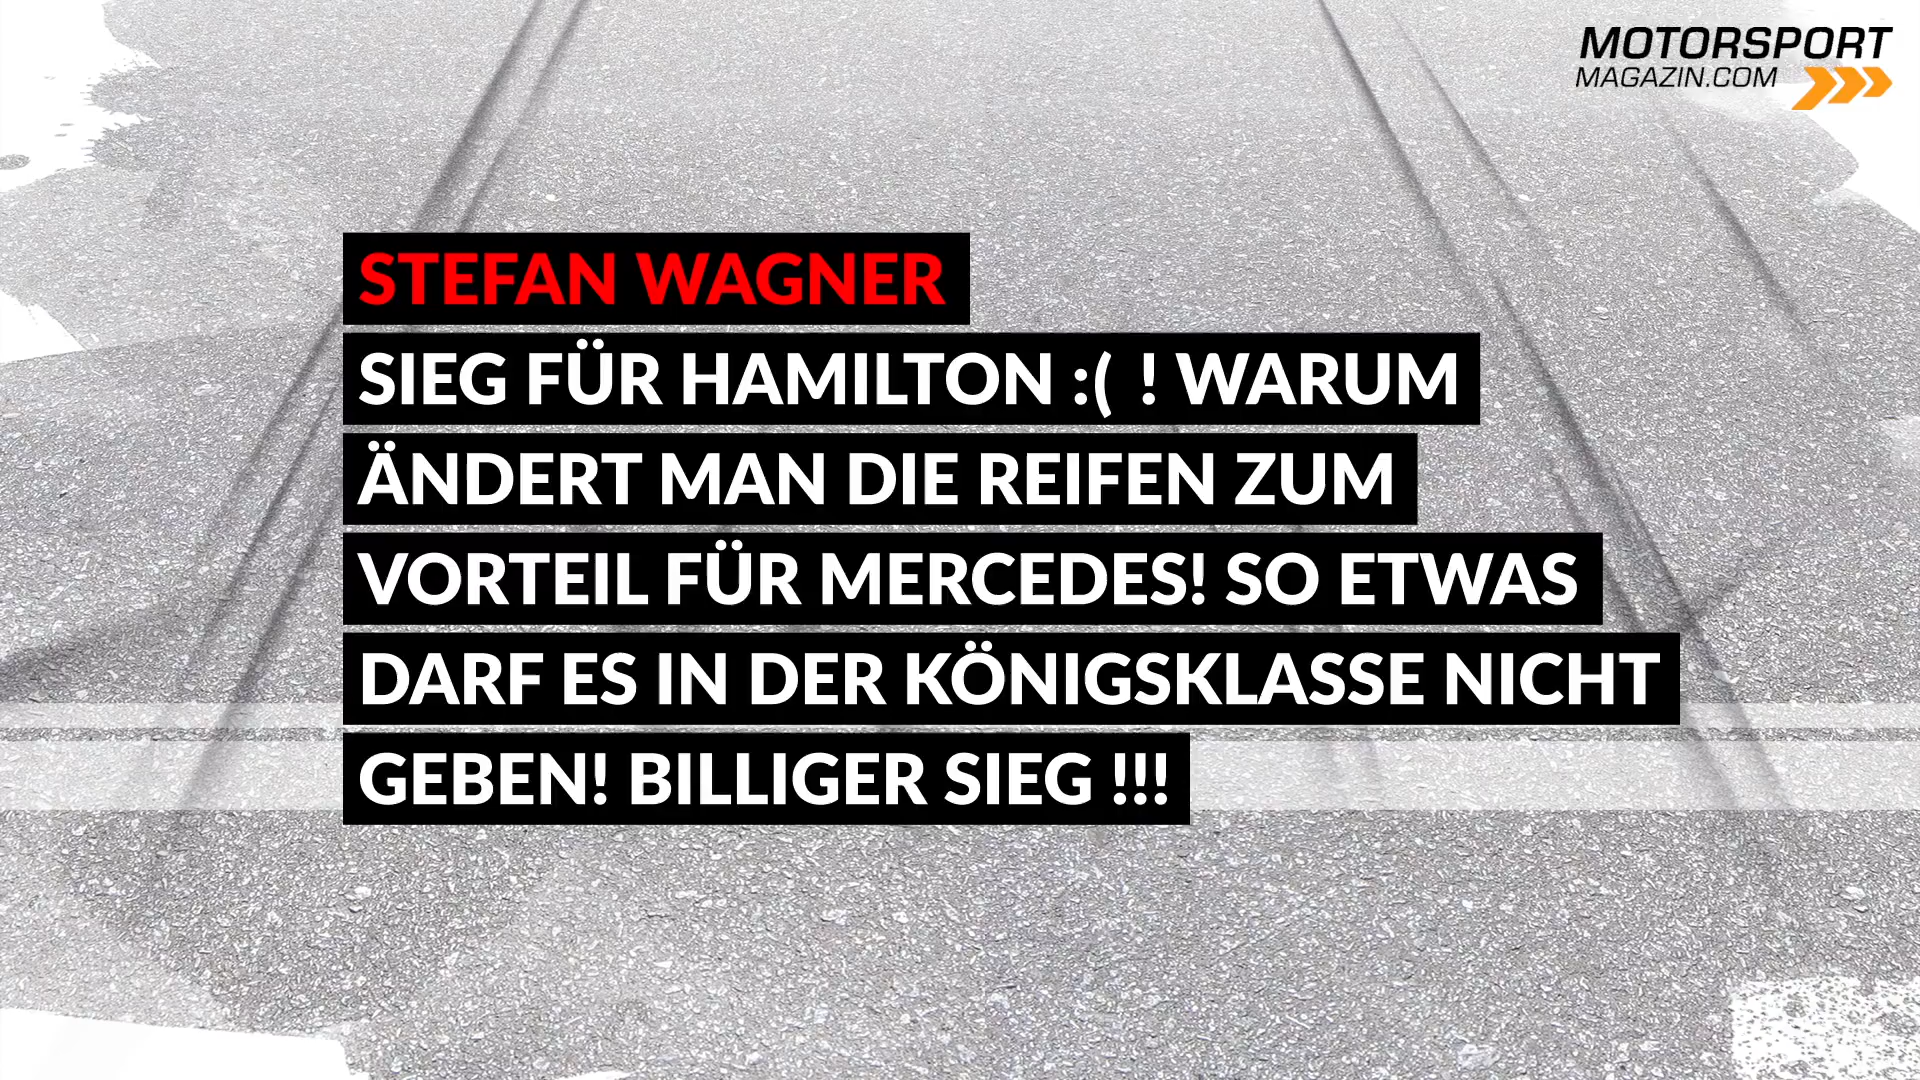 MOTORSPORT
MAGAZIN.COM
STEFAN WAGNER
SIEG FÜR HAMILTON :( ! WARUM
ÄNDERT MAN DIE REIFEN ZUM
VORTEIL FÜR MERCEDES! SO ETWAS
DARF ES IN DER KÖNIGSKLASSE NICHT
GEBEN! BILLIGER SIEG !!!